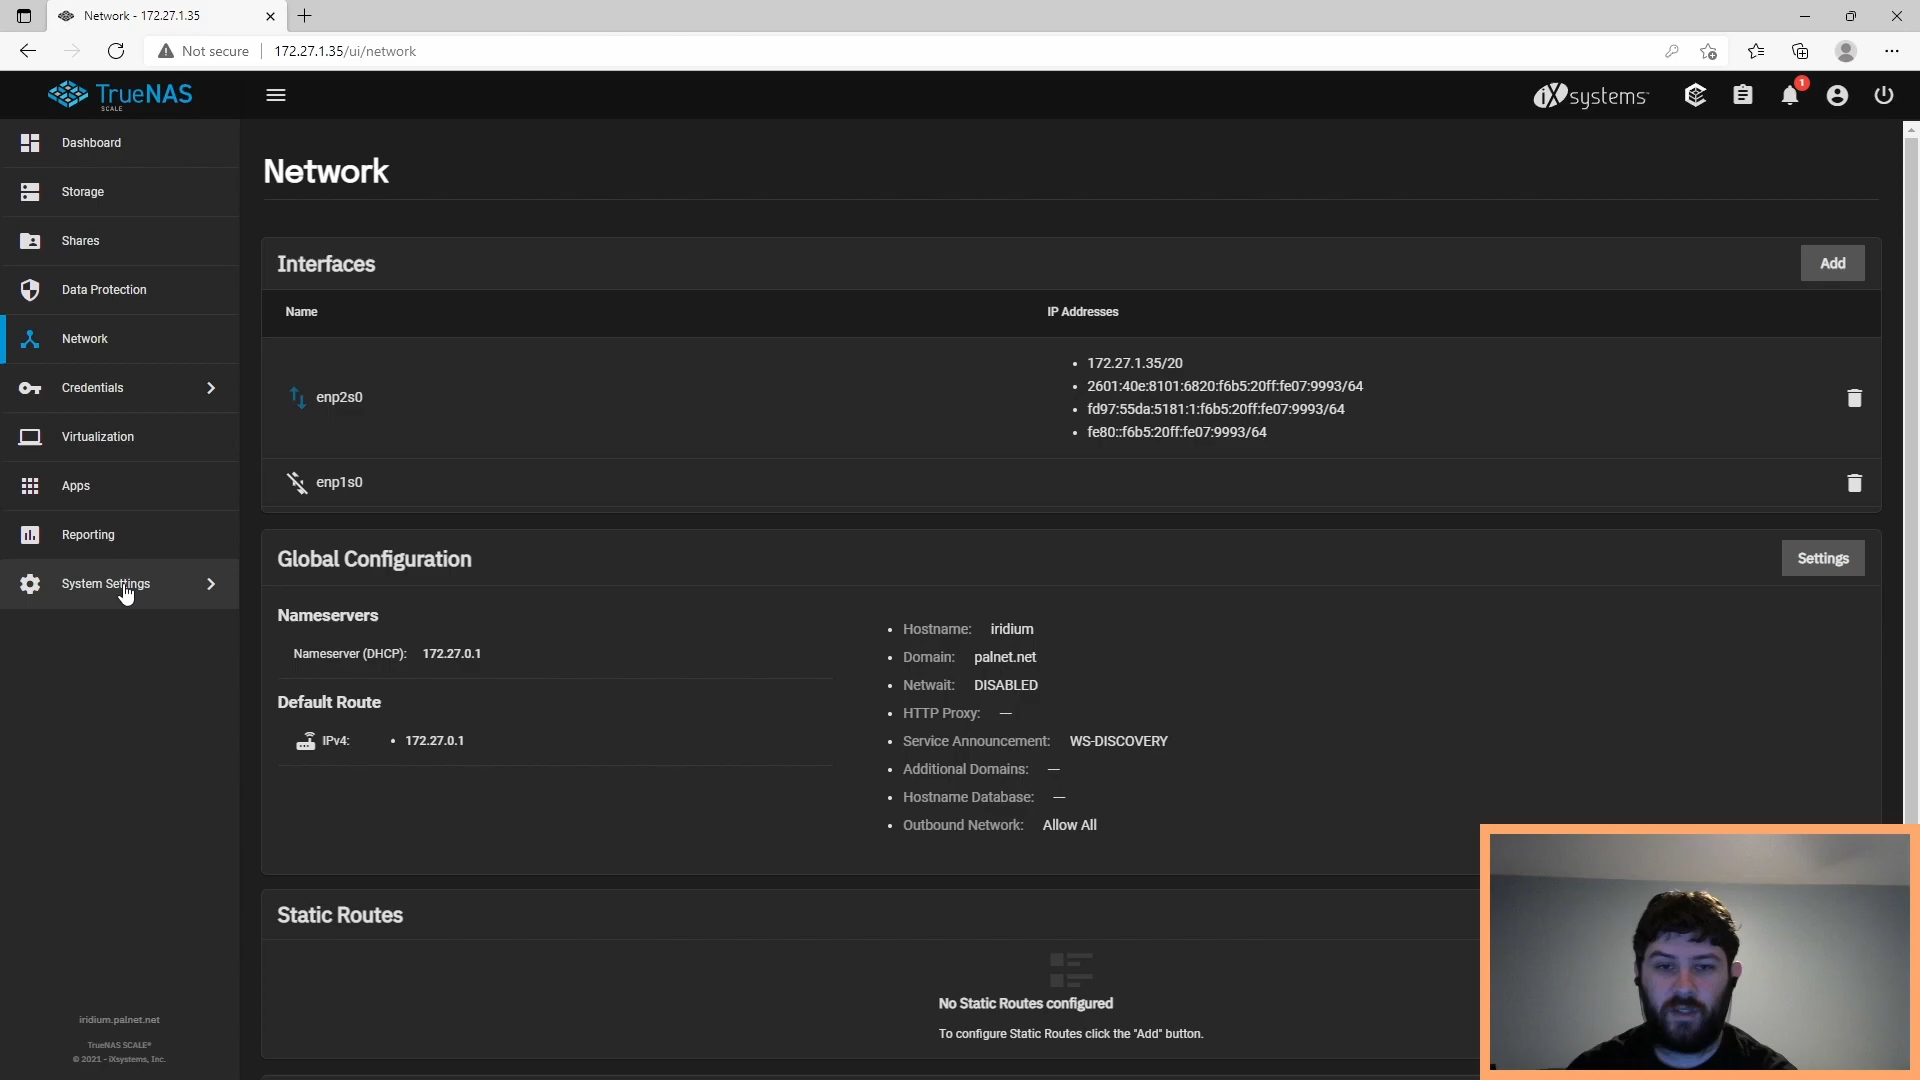 Network - 172.27.1.35
Not secure
172.27.1.35/ui/network
TrueNAS
SCALE
iXsystems
1
Dashboard
Storage
Shares
Data Protection
Network
Credentials
Virtualization
Apps
Reporting
System Settings
iridium.palnet.net
TrueNAS SCALE®
© 2021 - iXsystems, Inc.
Network
Interfaces
Add
Name
IP Addresses
enp2s0
• 172.27.1.35/20
• 2601:40e:8101:6820:f6b5:20ff:fe07:9993/64
• fd97:55da:5181:1:f6b5:20ff:fe07:9993/64
• fe80::f6b5:20ff:fe07:9993/64
enp1s0
Global Configuration
Settings
Nameservers
Nameserver (DHCP): 172.27.0.1
Default Route
IPv4: • 172.27.0.1
• Hostname: iridium
• Domain: palnet.net
• Netwait: DISABLED
• HTTP Proxy: —
• Service Announcement: WS-DISCOVERY
• Additional Domains: —
• Hostname Database: —
• Outbound Network: Allow All
Static Routes
No Static Routes configured
To configure Static Routes click the "Add" button.